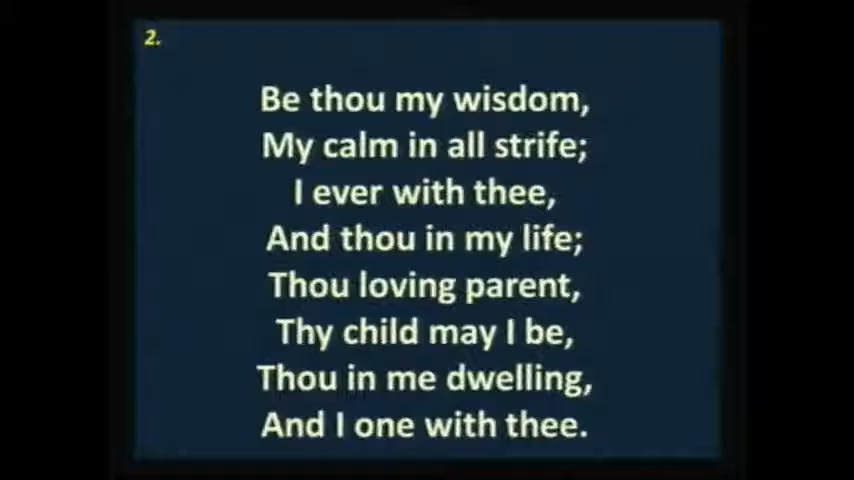 2.
Be thou my wisdom,
My calm in all strife;
I ever with thee,
And thou in my life;
Thou loving parent,
Thy child may I be,
Thou in me dwelling,
And I one with thee.